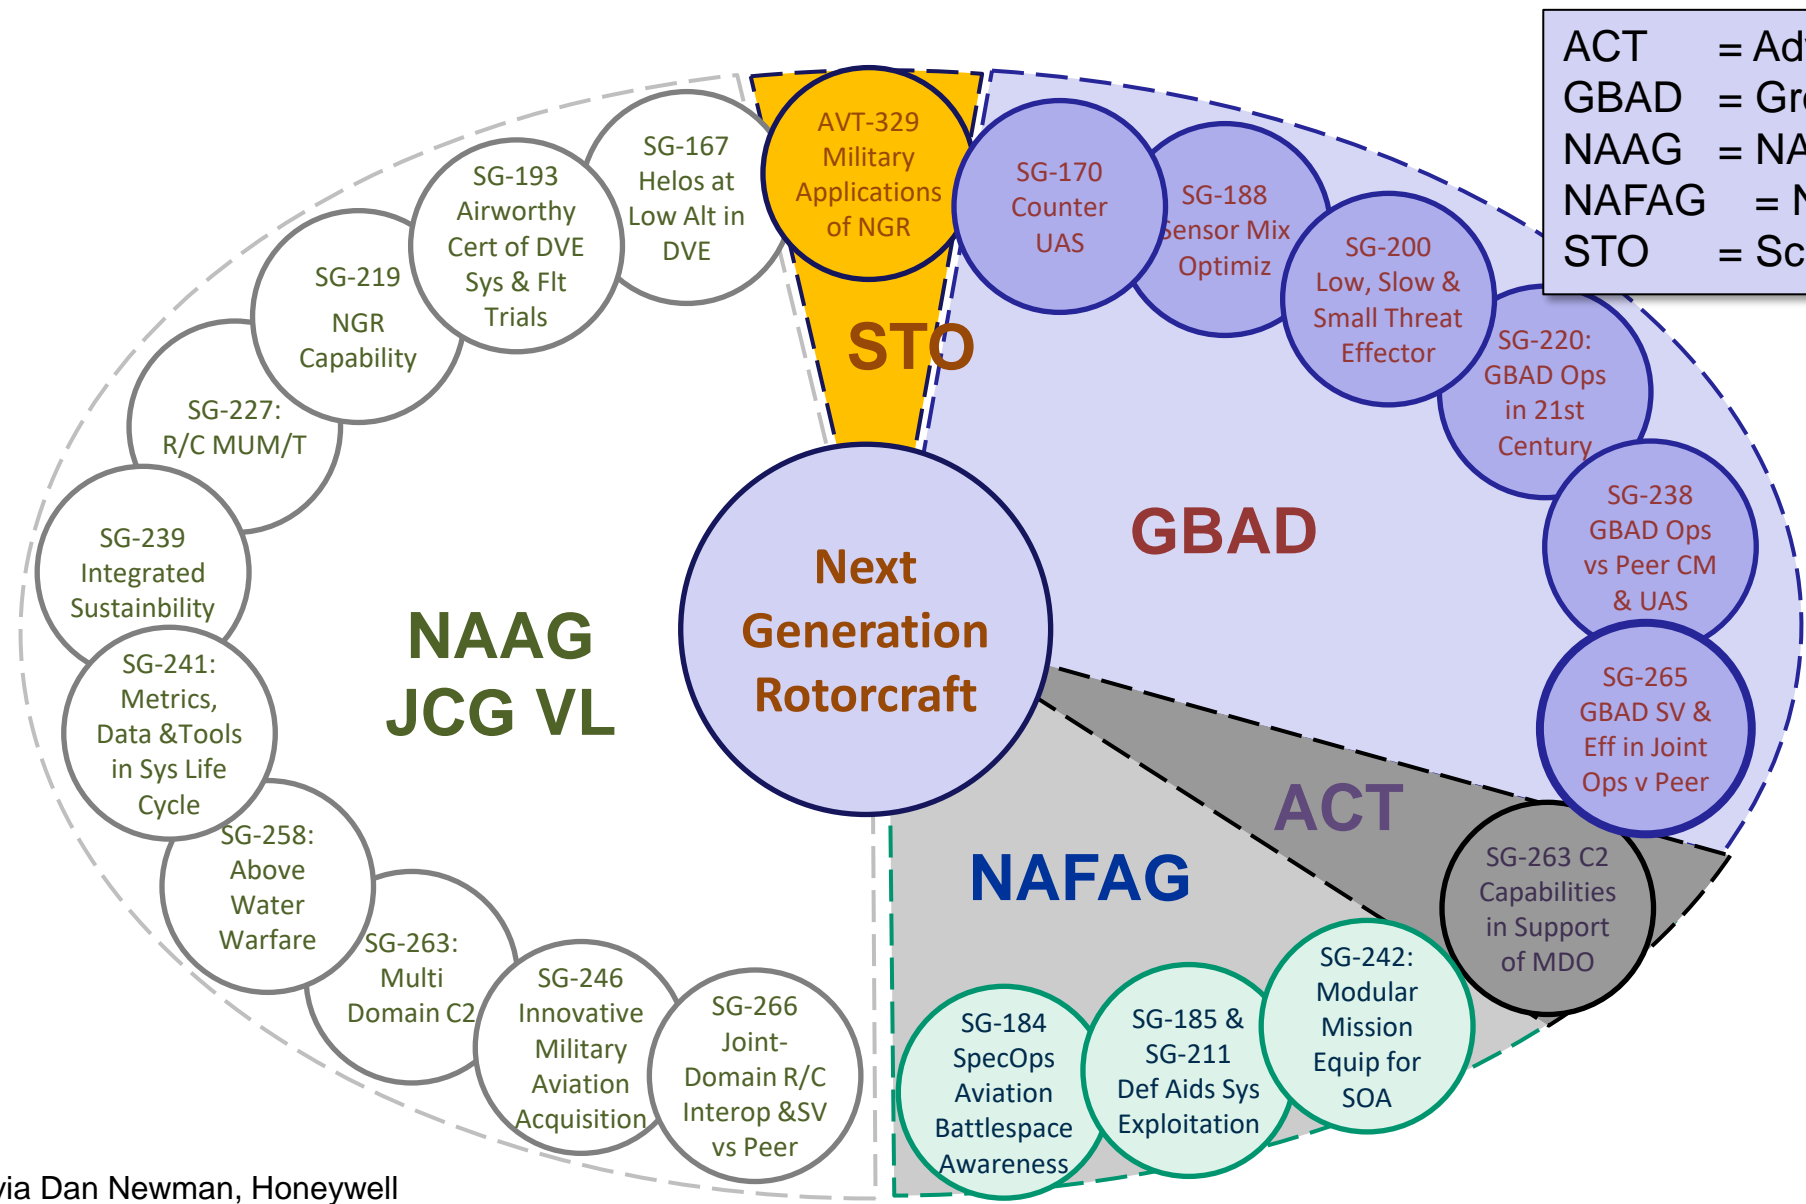 ACT = Ad
GBAD = Gr
NAAG = NA
NAFAG = N
STO = Sc
AVT-329
Military
Applications
of NGR
SG-167
Helos at
Low Alt in
DVE
SG-193
Airworthy
Cert of DVE
Sys & Flt
Trials
SG-219
NGR
Capability
SG-227:
R/C MUM/T
SG-239
Integrated
Sustainbility
SG-241:
Metrics,
Data &Tools
in Sys Life
Cycle
SG-258:
Above
Water
Warfare
SG-263:
Multi
Domain C2
SG-246
Innovative
Military
Aviation
Acquisition
SG-266
Joint-
Domain R/C
Interop &SV
vs Peer
NAAG
JCG VL
STO
Next
Generation
Rotorcraft
GBAD
SG-170
Counter
UAS
SG-188
Sensor Mix
Optimiz
SG-200
Low, Slow &
Small Threat
Effector
SG-220:
GBAD Ops
in 21st
Century
SG-238
GBAD Ops
vs Peer CM
& UAS
SG-265
GBAD SV &
Eff in Joint
Ops v Peer
ACT
SG-263 C2
Capabilities
in Support
of MDO
NAFAG
SG-184
SpecOps
Aviation
Battlespace
Awareness
SG-185 &
SG-211
Def Aids Sys
Exploitation
SG-242:
Modular
Mission
Equip for
SOA
via Dan Newman, Honeywell